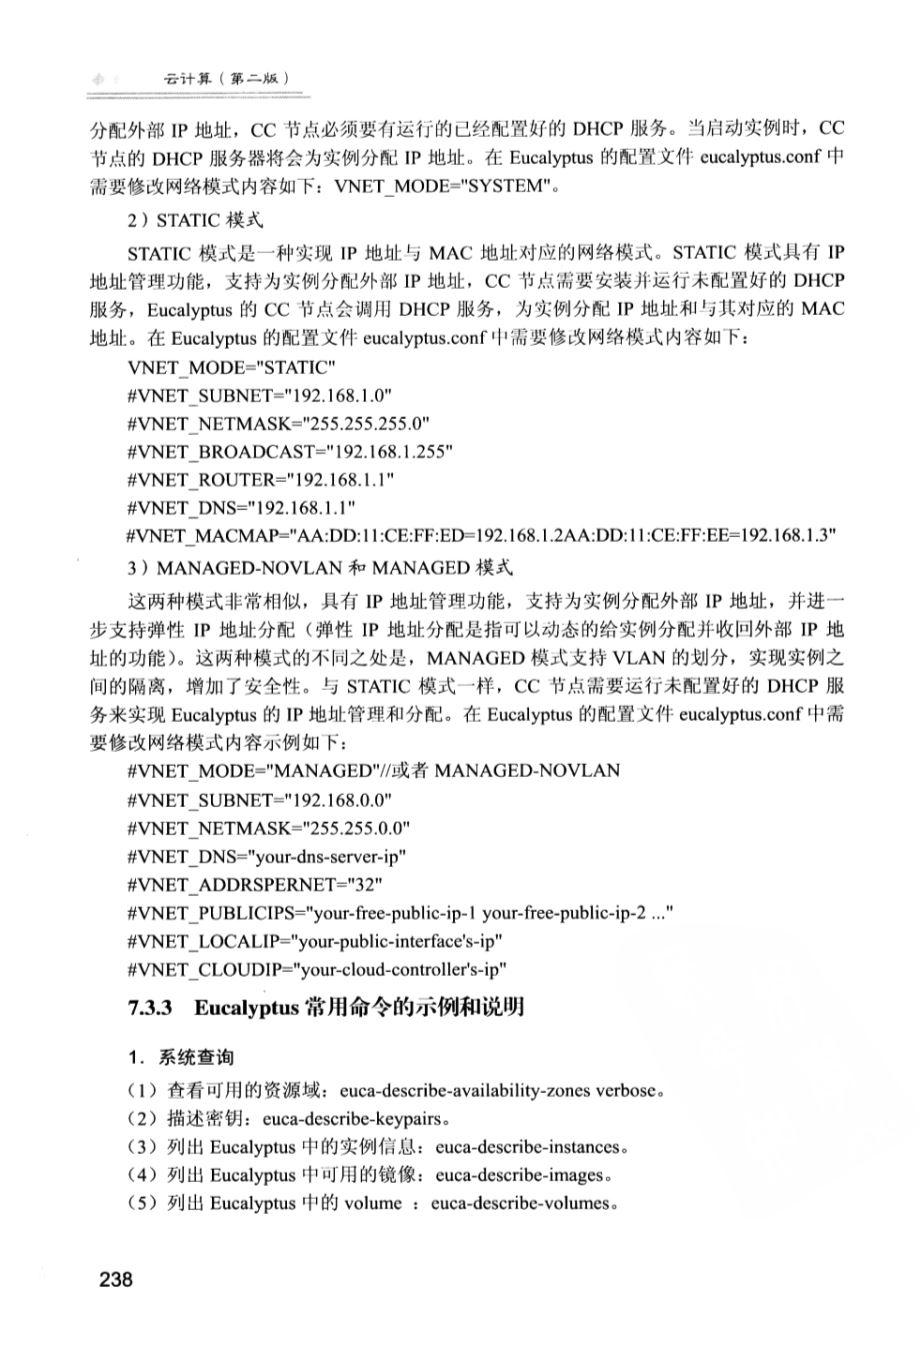 云计算（第二版）
分配外部 IP 地址，CC 节点必须要有运行的已经配置好的 DHCP 服务。当启动实例时，CC
节点的 DHCP 服务器将会为实例分配 IP 地址。在 Eucalyptus 的配置文件 eucalyptus.conf 中
需要修改网络模式内容如下：VNET_MODE="SYSTEM"。
2）STATIC 模式
STATIC 模式是一种实现 IP 地址与 MAC 地址对应的网络模式。STATIC 模式具有 IP
地址管理功能，支持为实例分配外部 IP 地址，CC 节点需要安装并运行未配置好的 DHCP
服务，Eucalyptus 的 CC 节点会调用 DHCP 服务，为实例分配 IP 地址和与其对应的 MAC
地址。在 Eucalyptus 的配置文件 eucalyptus.conf 中需要修改网络模式内容如下：
VNET_MODE="STATIC"
#VNET_SUBNET="192.168.1.0"
#VNET_NETMASK="255.255.255.0"
#VNET_BROADCAST="192.168.1.255"
#VNET_ROUTER="192.168.1.1"
#VNET_DNS="192.168.1.1"
#VNET_MACMAP="AA:DD:11:CE:FF:ED=192.168.1.2AA:DD:11:CE:FF:EE=192.168.1.3"
3）MANAGED-NOVLAN 和 MANAGED 模式
这两种模式非常相似，具有 IP 地址管理功能，支持为实例分配外部 IP 地址，并进一
步支持弹性 IP 地址分配（弹性 IP 地址分配是指可以动态的给实例分配并收回外部 IP 地
址的功能）。这两种模式的不同之处是，MANAGED 模式支持 VLAN 的划分，实现实例之
间的隔离，增加了安全性。与 STATIC 模式一样，CC 节点需要运行未配置好的 DHCP 服
务来实现 Eucalyptus 的 IP 地址管理和分配。在 Eucalyptus 的配置文件 eucalyptus.conf 中需
要修改网络模式内容示例如下：
#VNET_MODE="MANAGED"//或者 MANAGED-NOVLAN
#VNET_SUBNET="192.168.0.0"
#VNET_NETMASK="255.255.0.0"
#VNET_DNS="your-dns-server-ip"
#VNET_ADDRSPERNET="32"
#VNET_PUBLICIPS="your-free-public-ip-1 your-free-public-ip-2 ..."
#VNET_LOCALIP="your-public-interface's-ip"
#VNET_CLOUDIP="your-cloud-controller's-ip"
7.3.3 Eucalyptus 常用命令的示例和说明
1．系统查询
（1）查看可用的资源域：euca-describe-availability-zones verbose。
（2）描述密钥：euca-describe-keypairs。
（3）列出 Eucalyptus 中的实例信息：euca-describe-instances。
（4）列出 Eucalyptus 中可用的镜像：euca-describe-images。
（5）列出 Eucalyptus 中的 volume ：euca-describe-volumes。
238